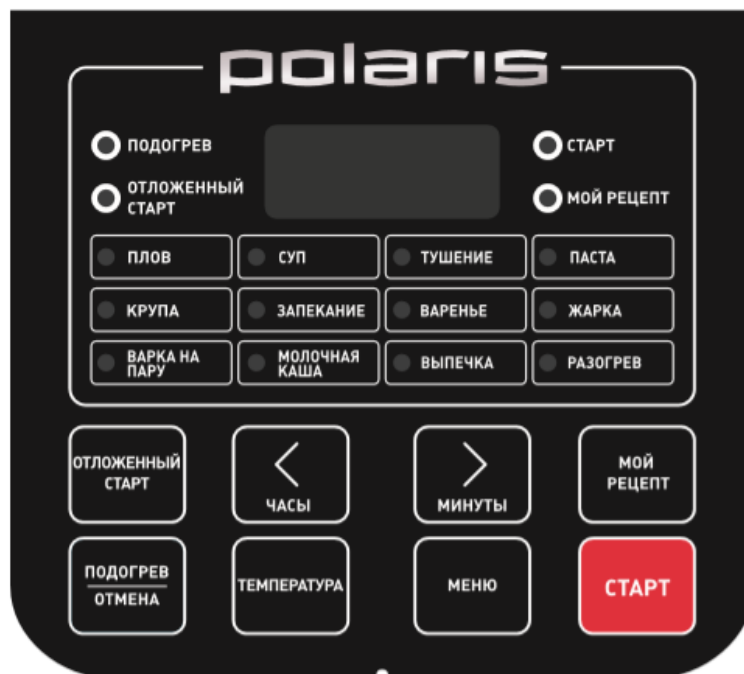 polaris
ПОДОГРЕВ
СТАРТ
ОТЛОЖЕННЫЙ
СТАРТ
МОЙ РЕЦЕПТ
ПЛОВ
СУП
ТУШЕНИЕ
ПАСТА
КРУПА
ЗАПЕКАНИЕ
ВАРЕНЬЕ
ЖАРКА
ВАРКА НА
ПАРУ
МОЛОЧНАЯ
КАША
ВЫПЕЧКА
РАЗОГРЕВ
ОТЛОЖЕННЫЙ
СТАРТ
ЧАСЫ
МИНУТЫ
МОЙ
РЕЦЕПТ
ПОДОГРЕВ
ОТМЕНА
ТЕМПЕРАТУРА
МЕНЮ
СТАРТ